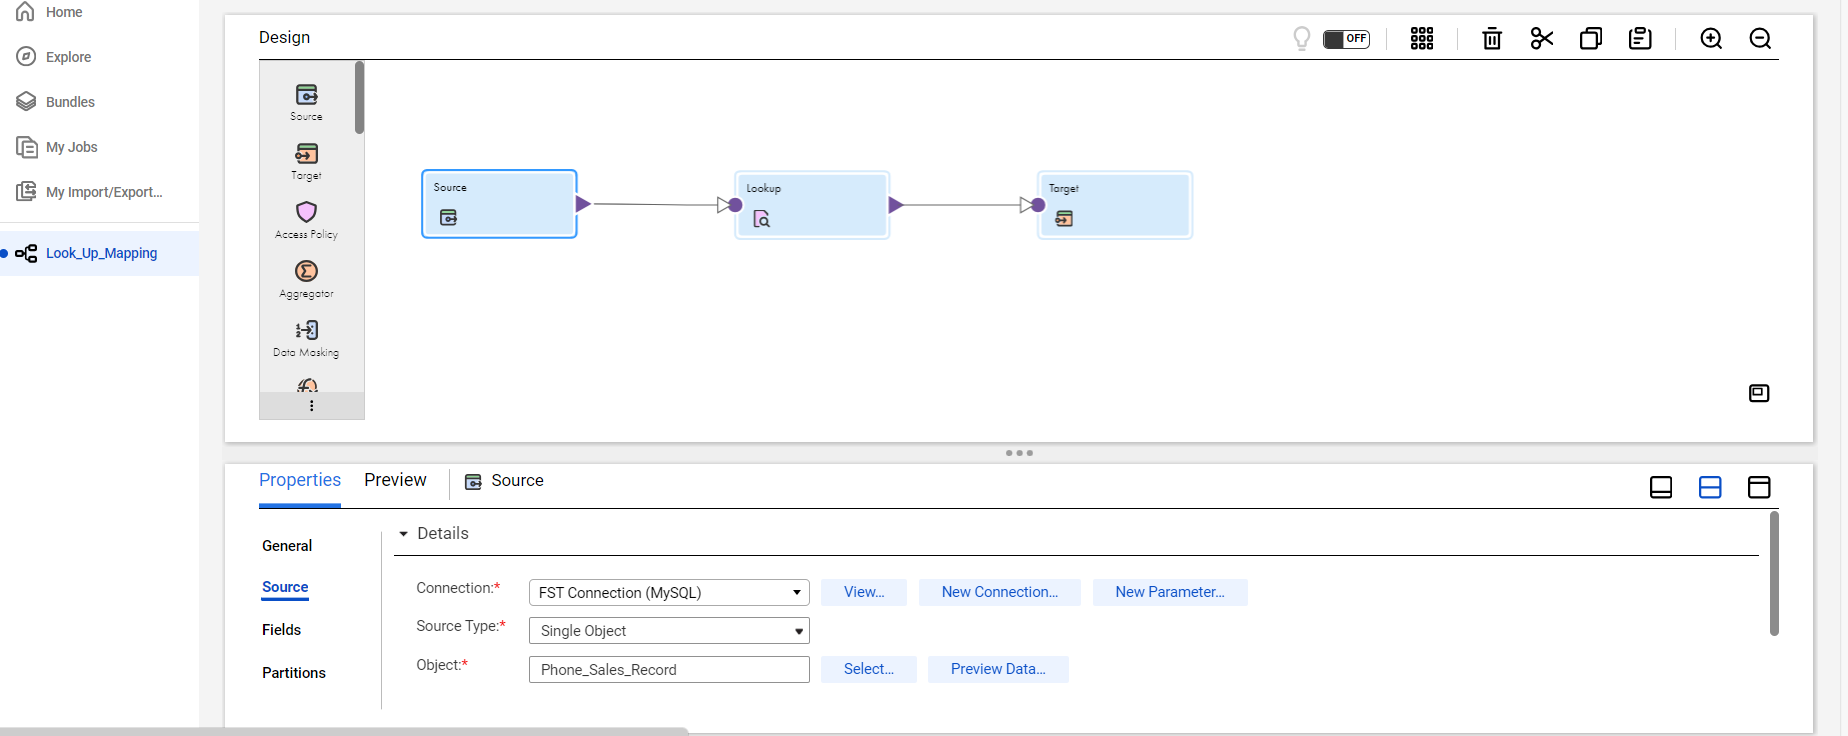 Home
Explore
Bundles
My Jobs
My Import/Export...
Look_Up_Mapping
Design
OFF
Source
Target
Access Policy
Aggregator
Data Masking
Source
Lookup
Target
Properties
Preview
Source
General
Source
Fields
Partitions
Details
Connection:* FST Connection (MySQL) View... New Connection... New Parameter...
Source Type:* Single Object
Object:* Phone_Sales_Record Select... Preview Data...